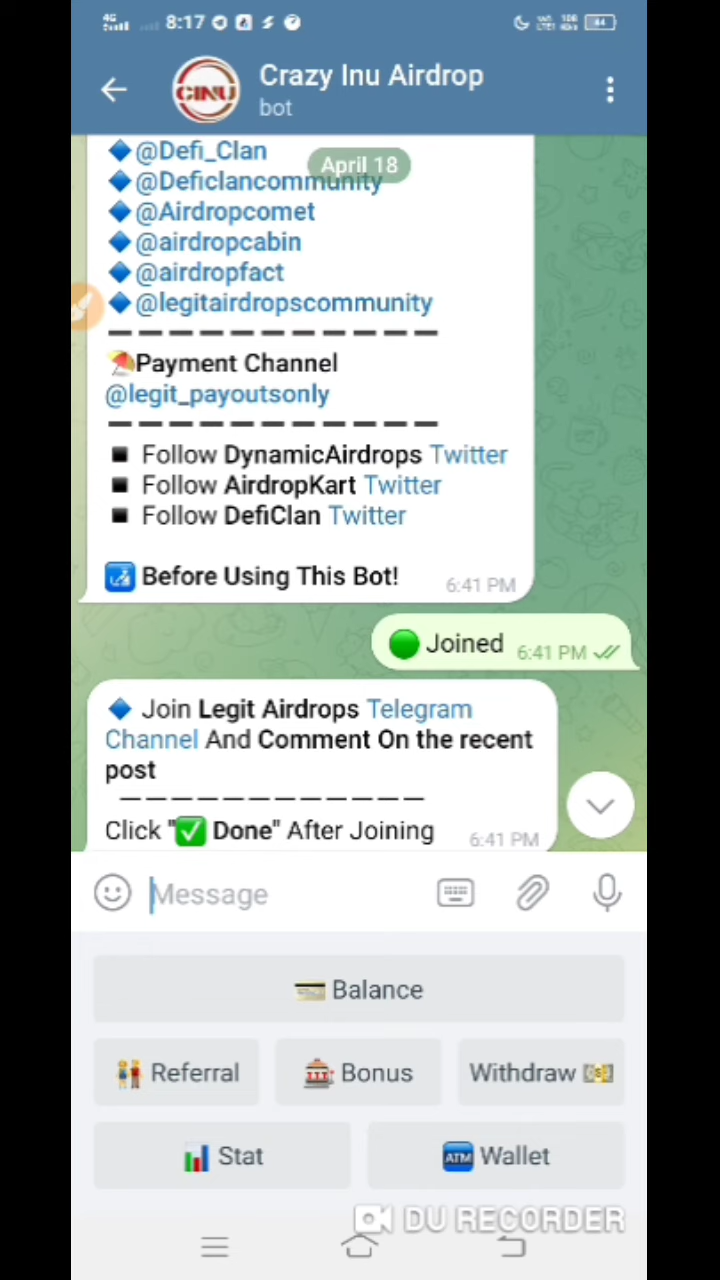 4G 8:17 44
CINU Crazy Inu Airdrop
bot
@Defi_Clan
April 18
@Deficlancommunity
@Airdropcomet
@airdropcabin
@airdropfact
@legitairdropscommunity
Payment Channel
@legit_payoutsonly
Follow DynamicAirdrops Twitter
Follow AirdropKart Twitter
Follow DefiClan Twitter
Before Using This Bot!
6:41 PM
Joined 6:41 PM
Join Legit Airdrops Telegram
Channel And Comment On the recent
post
Click "✅ Done" After Joining
6:41 PM
Message
Balance
Referral Bonus Withdraw
Stat ATM Wallet
DU RECORDER